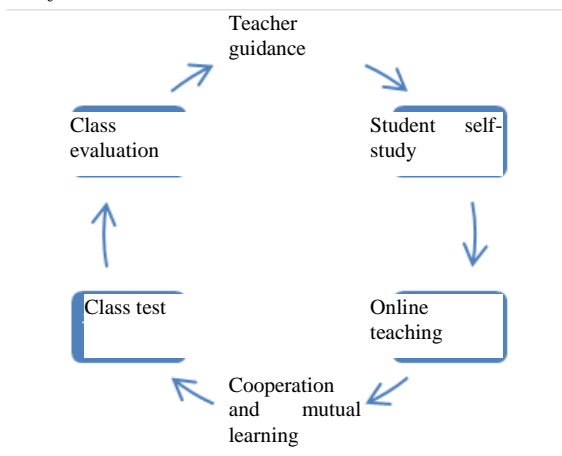 Teacher
guidance
Student self-
study
Online
teaching
Cooperation
and mutual
learning
Class test
Class
evaluation